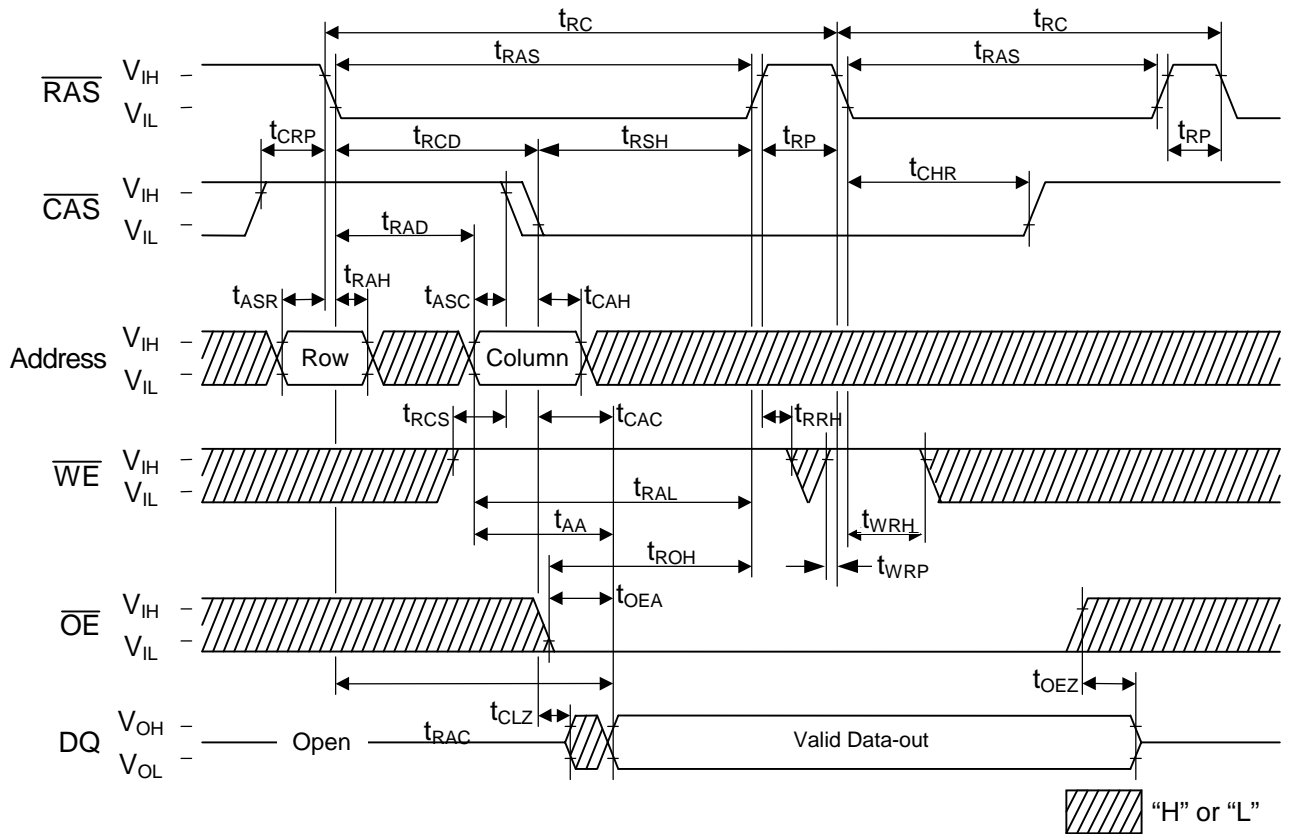 tRC tRC
tRAS tRAS
RAS VIH
VIL
tCRP tRCD tRSH tRP tRP
CAS VIH
VIL
tCHR
tRAD
tRAH
tASR tASC tCAH
Address VIH
VIL
Row Column
tRCS tCAC tRRH
WE VIH
VIL
tRAL
tAA tWRH
tROH tWRP
tOEA
OE VIH
VIL
tOEZ
tCLZ
DQ VOH
VOL
Open tRAC Valid Data-out
“H” or “L”